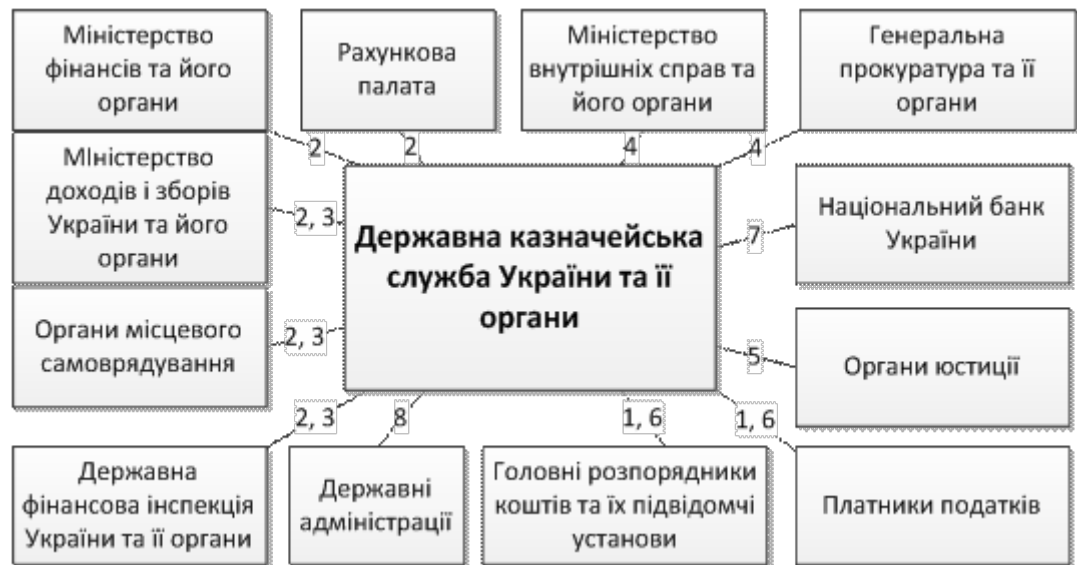 Міністерство
фінансів та його
органи
Рахункова
палата
Міністерство
внутрішніх справ та
його органи
Генеральна
прокуратура та її
органи
2
2
4
4
МІністерство
доходів і зборів
України та його
органи
2, 3
Державна казначейська
служба України та її
органи
7
Національний банк
України
Органи місцевого
самоврядування
2, 3
5
Органи юстиції
2, 3
8
1, 6
1, 6
Державна
фінансова інспекція
України та її органи
Державні
адміністрації
Головні розпорядники
коштів та їх підвідомчі
установи
Платники податків